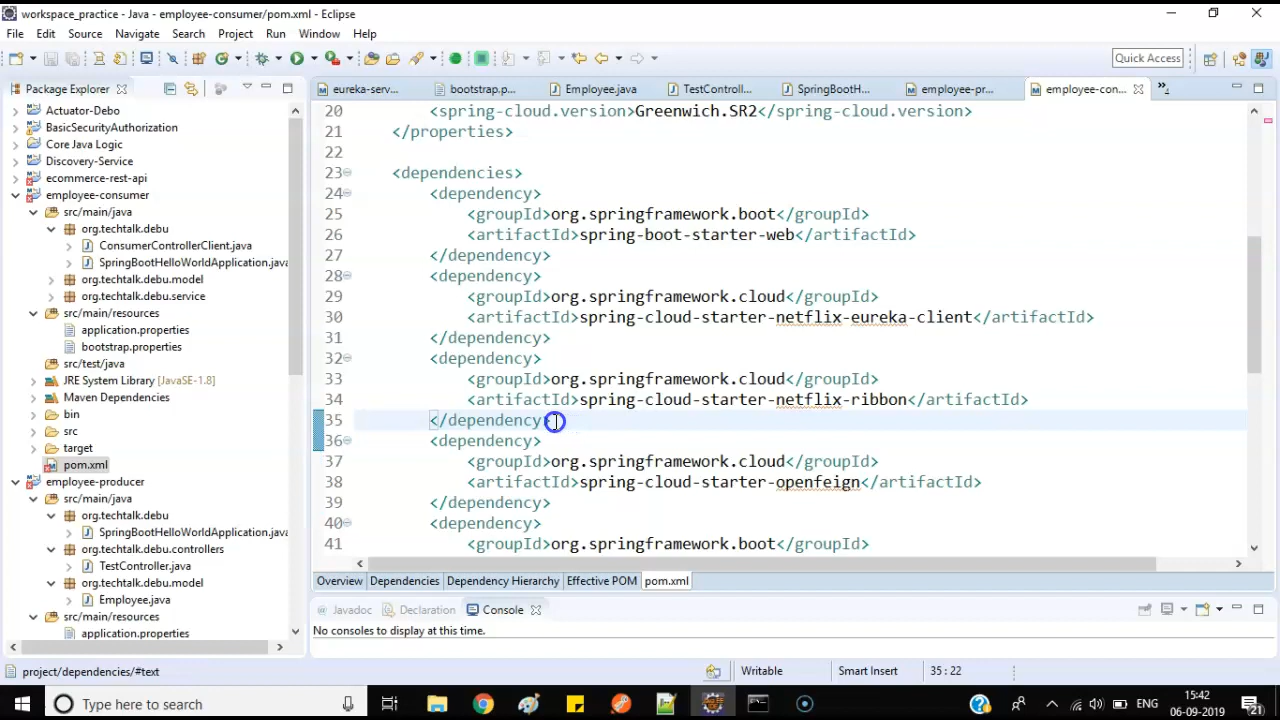 workspace_practice - Java - employee-consumer/pom.xml - Eclipse
File Edit Source Navigate Search Project Run Window Help
Quick Access
Package Explorer
eureka-serv...
bootstrap.p...
Employee.java
TestControll...
SpringBootH...
employee-pr...
employee-con...
Actuator-Debo
BasicSecurityAuthorization
Core Java Logic
Discovery-Service
ecommerce-rest-api
employee-consumer
src/main/java
org.techtalk.debu
ConsumerControllerClient.java
SpringBootHelloWorldApplication.java
org.techtalk.debu.model
org.techtalk.debu.service
src/main/resources
application.properties
bootstrap.properties
src/test/java
JRE System Library [JavaSE-1.8]
Maven Dependencies
bin
src
target
pom.xml
employee-producer
src/main/java
org.techtalk.debu
SpringBootHelloWorldApplication.java
org.techtalk.debu.controllers
TestController.java
org.techtalk.debu.model
Employee.java
src/main/resources
application.properties
20 <spring-cloud.version>Greenwich.SR2</spring-cloud.version>
21 </properties>
22
23 <dependencies>
24 <dependency>
25 <groupId>org.springframework.boot</groupId>
26 <artifactId>spring-boot-starter-web</artifactId>
27 </dependency>
28 <dependency>
29 <groupId>org.springframework.cloud</groupId>
30 <artifactId>spring-cloud-starter-netflix-eureka-client</artifactId>
31 </dependency>
32 <dependency>
33 <groupId>org.springframework.cloud</groupId>
34 <artifactId>spring-cloud-starter-netflix-ribbon</artifactId>
35 </dependency>
36 <dependency>
37 <groupId>org.springframework.cloud</groupId>
38 <artifactId>spring-cloud-starter-openfeign</artifactId>
39 </dependency>
40 <dependency>
41 <groupId>org.springframework.boot</groupId>
Overview Dependencies Dependency Hierarchy Effective POM pom.xml
Javadoc Declaration Console
No consoles to display at this time.
project/dependencies/#text
Writable
Smart Insert
35 : 22
Type here to search
ENG
15:42
06-09-2019
21